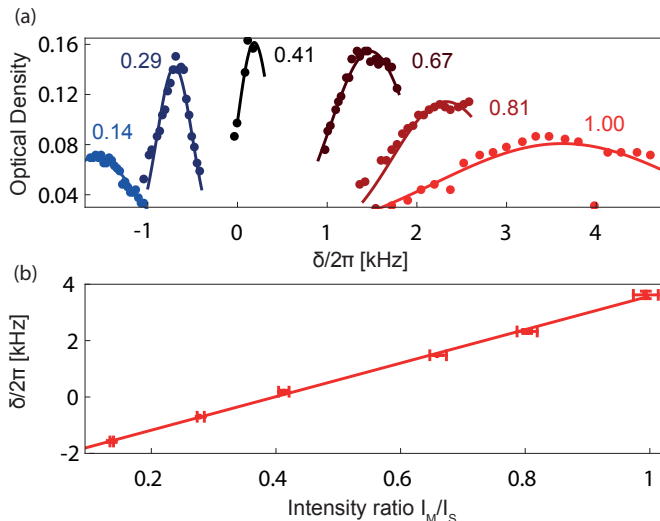 (a)
0.16
0.12
0.08
0.04
Optical Density
0.14
0.29
0.41
0.67
0.81
1.00
-1 0 1 2 3 4
δ/2π [kHz]
(b)
4
2
0
-2
δ/2π [kHz]
0.2 0.4 0.6 0.8 1
Intensity ratio I_M/I_S